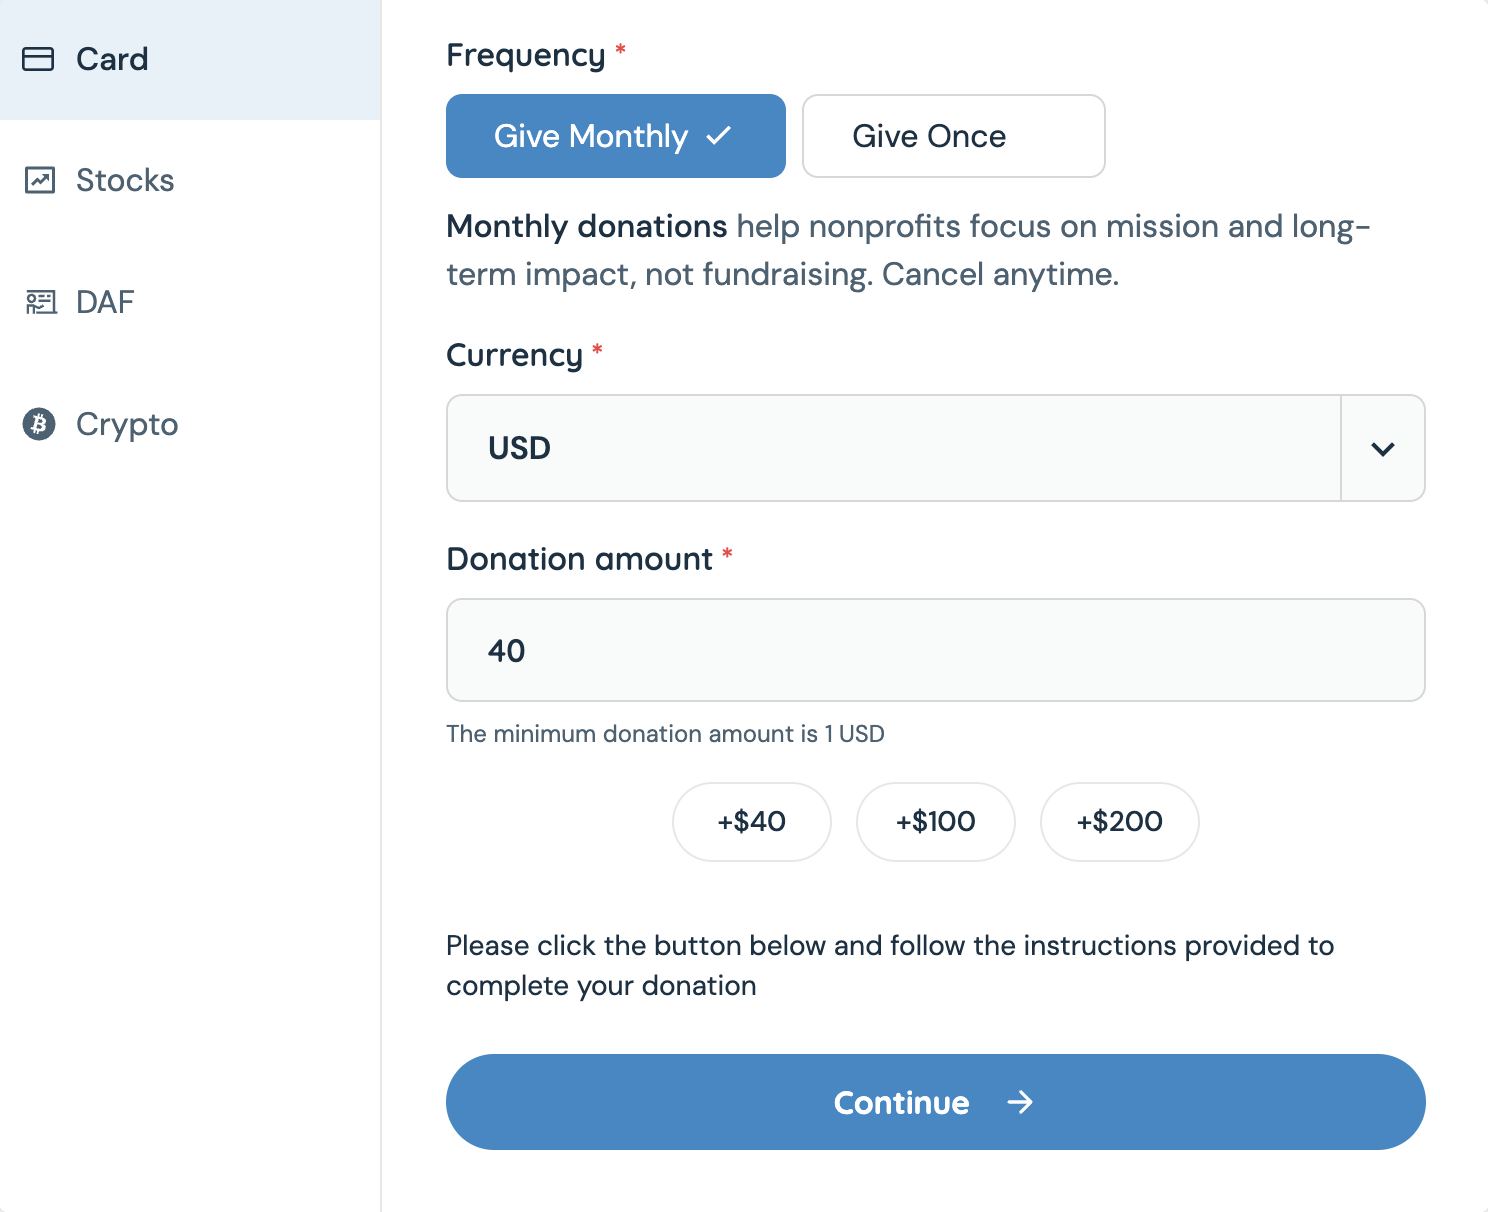 Card
Stocks
DAF
Crypto
Frequency *
Give Monthly
Give Once
Monthly donations help nonprofits focus on mission and long-
term impact, not fundraising. Cancel anytime.
Currency *
USD
Donation amount *
40
The minimum donation amount is 1 USD
+$40
+$100
+$200
Please click the button below and follow the instructions provided to
complete your donation
Continue